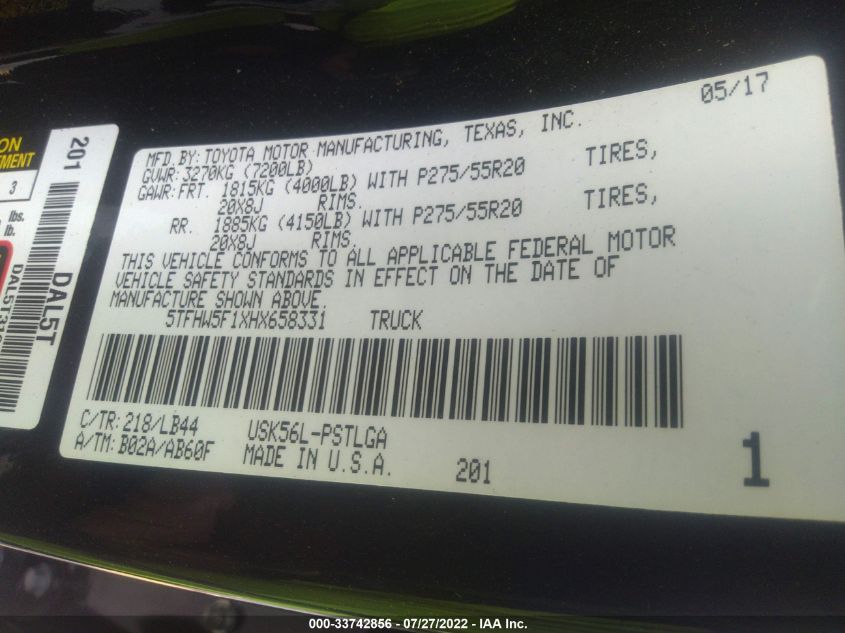 05/17
MFD.BY:TOYOTA MOTOR MANUFACTURING, TEXAS, INC.
GVWR: 3270KG (7200LB)
GAWR:FRT. 1815KG (4000LB) WITH P275/55R20 TIRES,
20X8J RIMS.
RR. 1885KG (4150LB) WITH P275/55R20 TIRES,
20X8J RIMS.
THIS VEHICLE CONFORMS TO ALL APPLICABLE FEDERAL MOTOR
VEHICLE SAFETY STANDARDS IN EFFECT ON THE DATE OF
MANUFACTURE SHOWN ABOVE.
5TFHW5F1XHX658331 TRUCK
C/TR:218/LB44 USK56L-PSTLGA
A/TM:B02A/AB60F MADE IN U.S.A. 201
1
201
3
lbs.
lb.
DAL5T
000-33742856 - 07/27/2022 - IAA Inc.